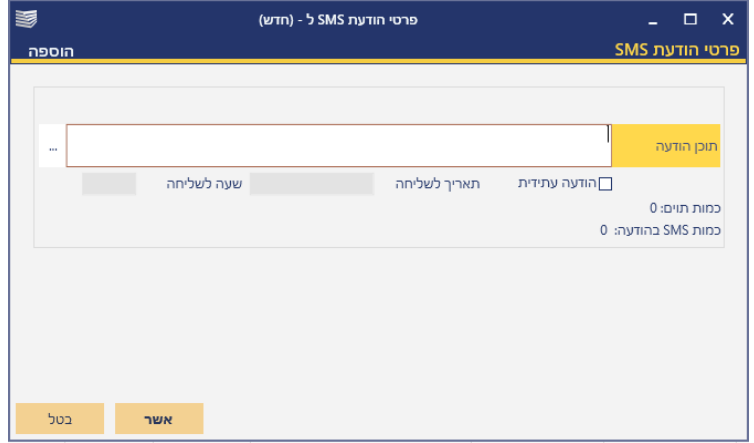 פרטי הודעת SMS ל - (חדש)
פרטי הודעת SMS
הוספה
תוכן הודעה
...
הודעה עתידית
תאריך לשליחה
שעה לשליחה
כמות תוים: 0
כמות SMS בהודעה: 0
אשר
בטל